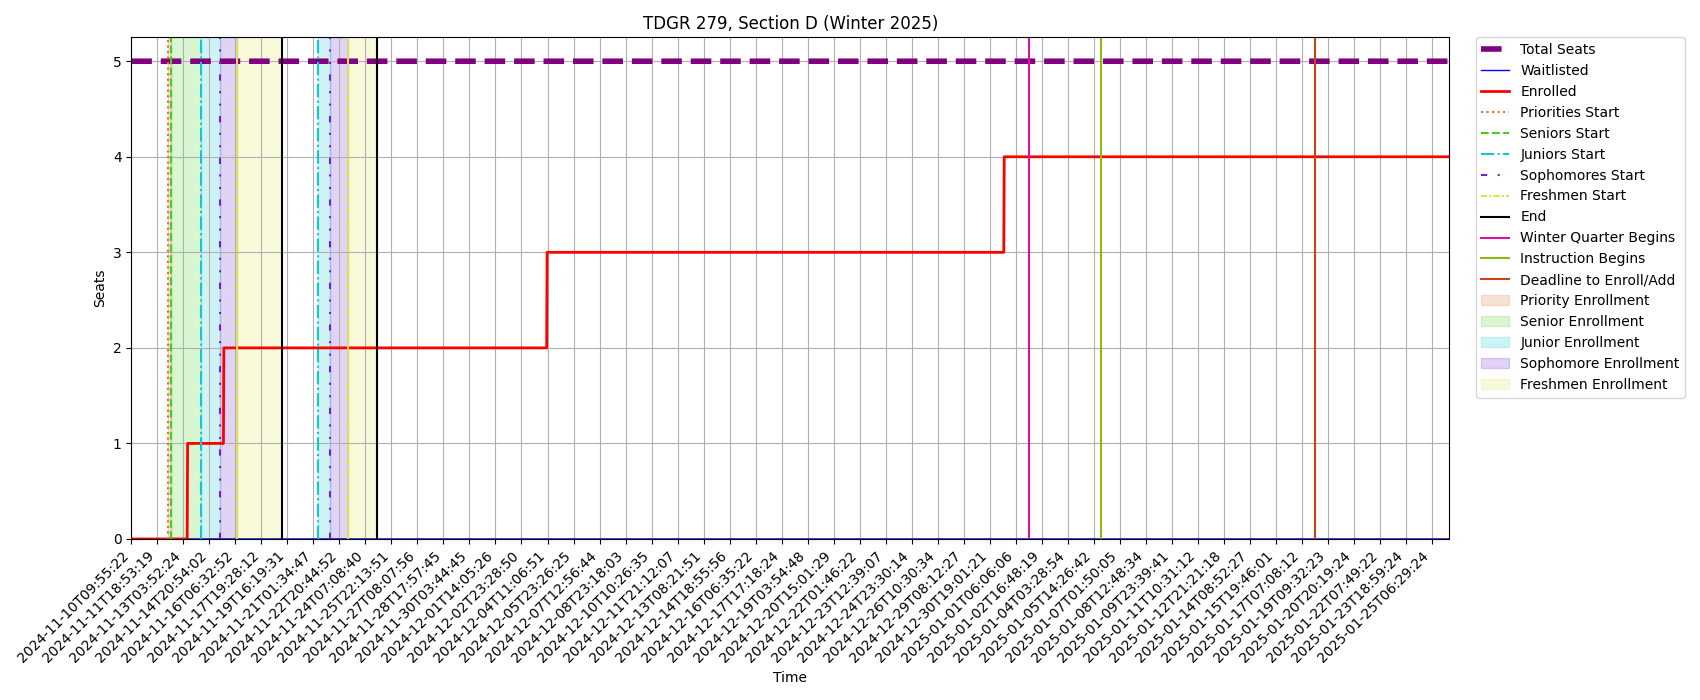 TDGR 279, Section D (Winter 2025)
Seats
5
4
3
2
1
0
2024-11-10T09:55:22
2024-11-11T18:53:19
2024-11-13T03:52:24
2024-11-14T20:54:02
2024-11-16T06:32:52
2024-11-17T19:28:12
2024-11-19T16:19:31
2024-11-21T01:34:47
2024-11-22T20:44:52
2024-11-24T07:08:40
2024-11-25T22:13:51
2024-11-28T08:07:56
2024-11-28T17:57:45
2024-11-30T03:44:45
2024-12-01T14:05:26
2024-12-02T23:28:50
2024-12-04T11:06:51
2024-12-05T23:26:25
2024-12-07T12:56:44
2024-12-08T23:18:03
2024-12-10T10:26:35
2024-12-11T21:12:07
2024-12-13T08:21:51
2024-12-14T18:55:56
2024-12-16T06:35:22
2024-12-17T17:18:24
2024-12-19T03:54:48
2024-12-20T15:01:29
2024-12-22T01:46:22
2024-12-23T12:39:07
2024-12-24T23:30:14
2024-12-26T10:30:34
2024-12-29T08:12:27
2024-12-30T19:01:21
2025-01-01T06:06:06
2025-01-02T16:48:19
2025-01-04T03:28:54
2025-01-05T14:26:42
2025-01-07T01:50:05
2025-01-08T12:48:34
2025-01-09T23:39:41
2025-01-11T10:31:12
2025-01-12T21:21:18
2025-01-14T08:52:27
2025-01-15T19:46:01
2025-01-17T07:08:12
2025-01-19T09:32:23
2025-01-20T20:19:24
2025-01-22T07:49:22
2025-01-23T18:59:24
2025-01-25T06:29:24
Time
Total Seats
Waitlisted
Enrolled
Priorities Start
Seniors Start
Juniors Start
Sophomores Start
Freshmen Start
End
Winter Quarter Begins
Instruction Begins
Deadline to Enroll/Add
Priority Enrollment
Senior Enrollment
Junior Enrollment
Sophomore Enrollment
Freshmen Enrollment